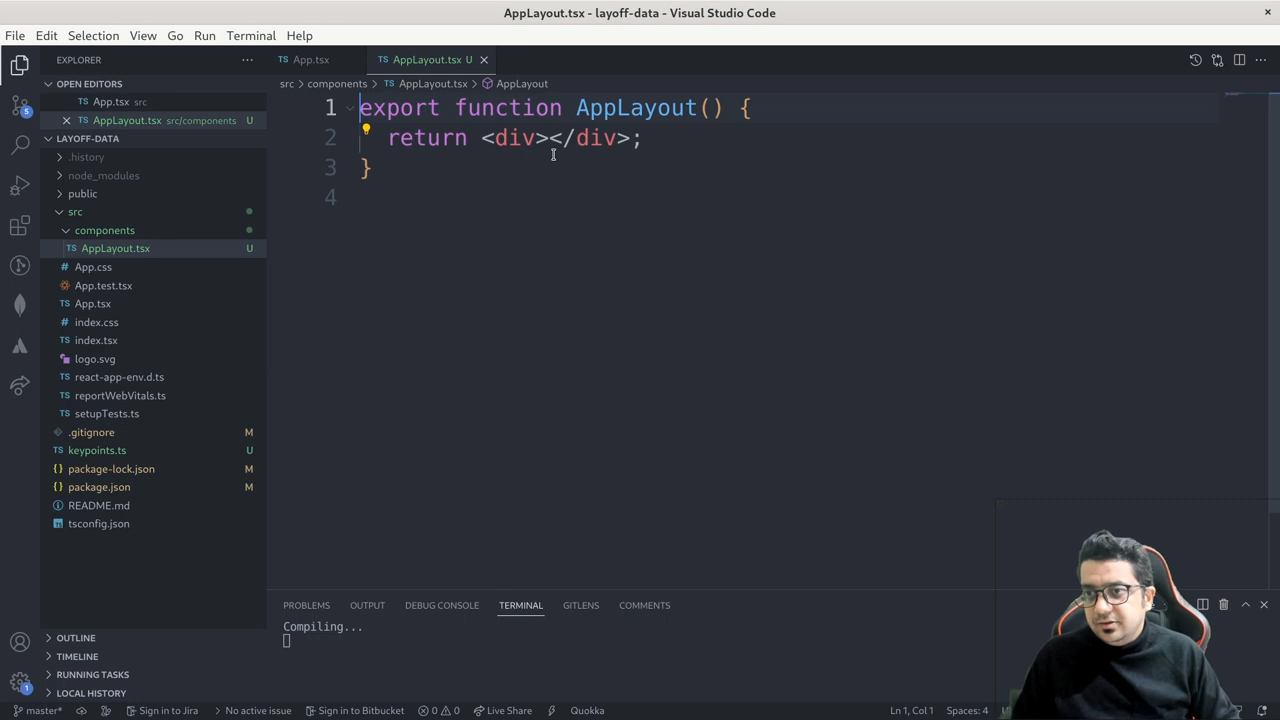 AppLayout.tsx - layoff-data - Visual Studio Code
File Edit Selection View Go Run Terminal Help
EXPLORER
OPEN EDITORS
App.tsx src
AppLayout.tsx src/components U
LAYOFF-DATA
.history
node_modules
public
src
components
TS AppLayout.tsx U
# App.css
App.test.tsx
TS App.tsx
# index.css
TS index.tsx
logo.svg
TS react-app-env.d.ts
TS reportWebVitals.ts
TS setupTests.ts
.gitignore M
TS keypoints.ts U
{} package-lock.json M
{} package.json M
README.md
tsconfig.json
OUTLINE
TIMELINE
RUNNING TASKS
LOCAL HISTORY
5
1
TS App.tsx
TS AppLayout.tsx U
src > components > TS AppLayout.tsx > AppLayout
1 export function AppLayout() {
2 return <div></div>;
3 }
4
PROBLEMS OUTPUT DEBUG CONSOLE TERMINAL GITLENS COMMENTS
Compiling...
master* Sign in to Jira No active issue Sign in to Bitbucket 0 0 Live Share Quokka Ln 1, Col 1 Spaces: 4